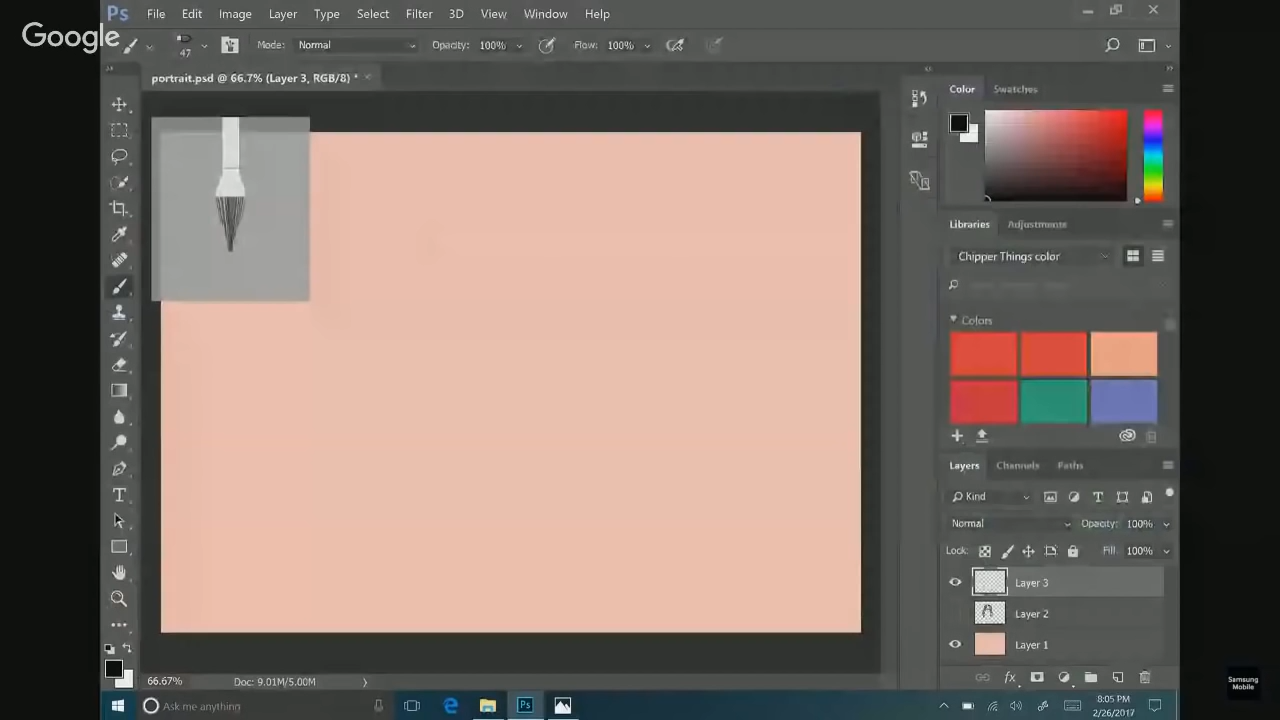 Ps File Edit Image Layer Type Select Filter 3D View Window Help
Google
47 Mode: Normal Opacity: 100% Flow: 100%
portrait.psd @ 66.7% (Layer 3, RGB/8) *
Color Swatches
Libraries Adjustments
Chipper Things color
Colors
Layers Channels Paths
Kind
Normal Opacity: 100%
Lock: Fill: 100%
Layer 3
Layer 2
Layer 1
66.67% Doc: 9.01M/5.00M
Ask me anything
Ps
8:05 PM
2/26/2017
Samsung
Mobile